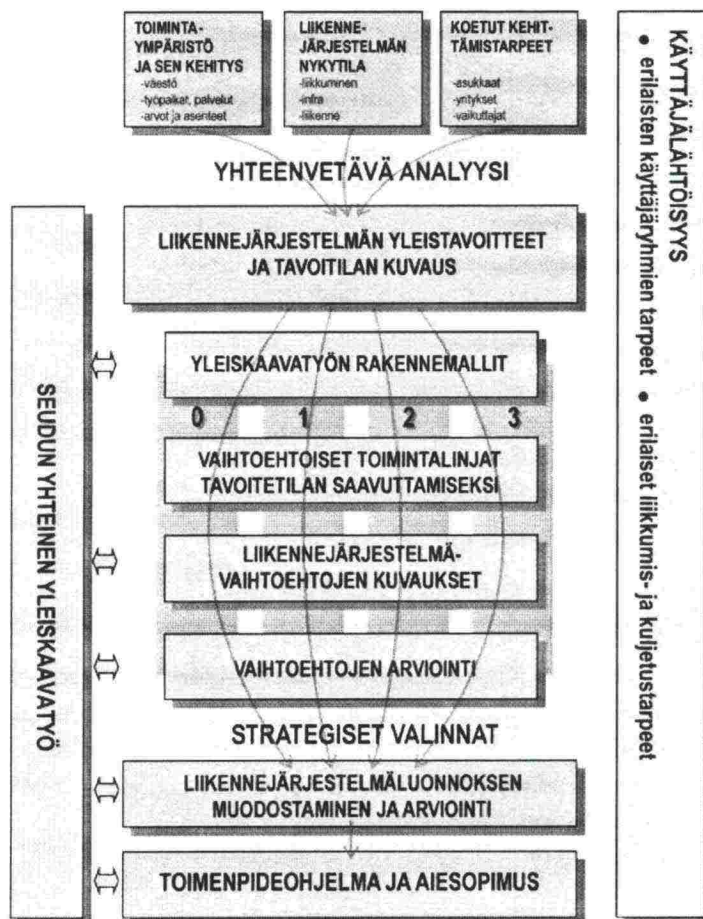 TOIMINTA-
YMPÄRISTÖ
JA SEN KEHITYS
-väestö
-työpaikat, palvelut
-arvot ja asenteet
LIIKENNE-
JÄRJESTELMÄN
NYKYTILA
-liikkuminen
-infra
-liikenne
KOETUT KEHIT-
TÄMISTARPEET
-asukkaat
-yritykset
-vaikuttajat
YHTEENVETÄVÄ ANALYYSI
LIIKENNEJÄRJESTELMÄN YLEISTAVOITTEET
JA TAVOITILAN KUVAUS
YLEISKAAVATYÖN RAKENNEMALLIT
0 1 2 3
VAIHTOEHTOISET TOIMINTALINJAT
TAVOITETILAN SAAVUTTAMISEKSI
LIIKENNEJÄRJESTELMÄ-
VAIHTOEHTOJEN KUVAUKSET
VAIHTOEHTOJEN ARVIOINTI
STRATEGISET VALINNAT
LIIKENNEJÄRJESTELMÄLUONNOKSEN
MUODOSTAMINEN JA ARVIOINTI
TOIMENPIDEOHJELMA JA AIESOPIMUS
SEUDUN YHTEINEN YLEISKAAVATYÖ
KÄYTTÄJÄLÄHTÖISYYS
• erilaisten käyttäjäryhmien tarpeet • erilaiset liikkumis- ja kuljetustarpeet